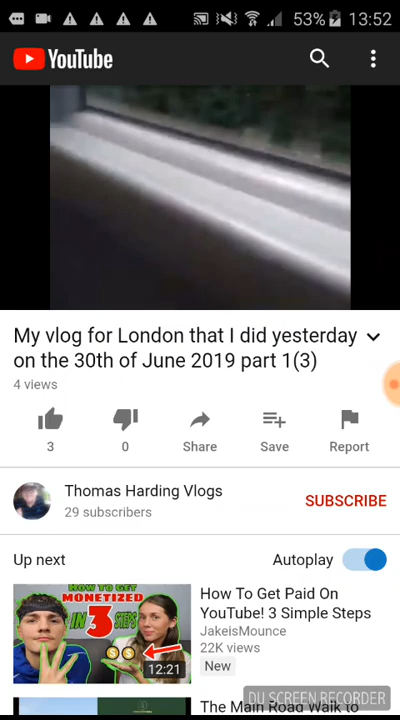 53% 13:52
YouTube
My vlog for London that I did yesterday
on the 30th of June 2019 part 1(3)
4 views
3
0
Share
Save
Report
Thomas Harding Vlogs
29 subscribers
SUBSCRIBE
Up next
Autoplay
HOW TO GET
MONETIZED
IN 3 STEPS
12:21
How To Get Paid On
YouTube! 3 Simple Steps
JakeisMounce
22K views
New
The Main Road Walk to
DU SCREEN RECORDER